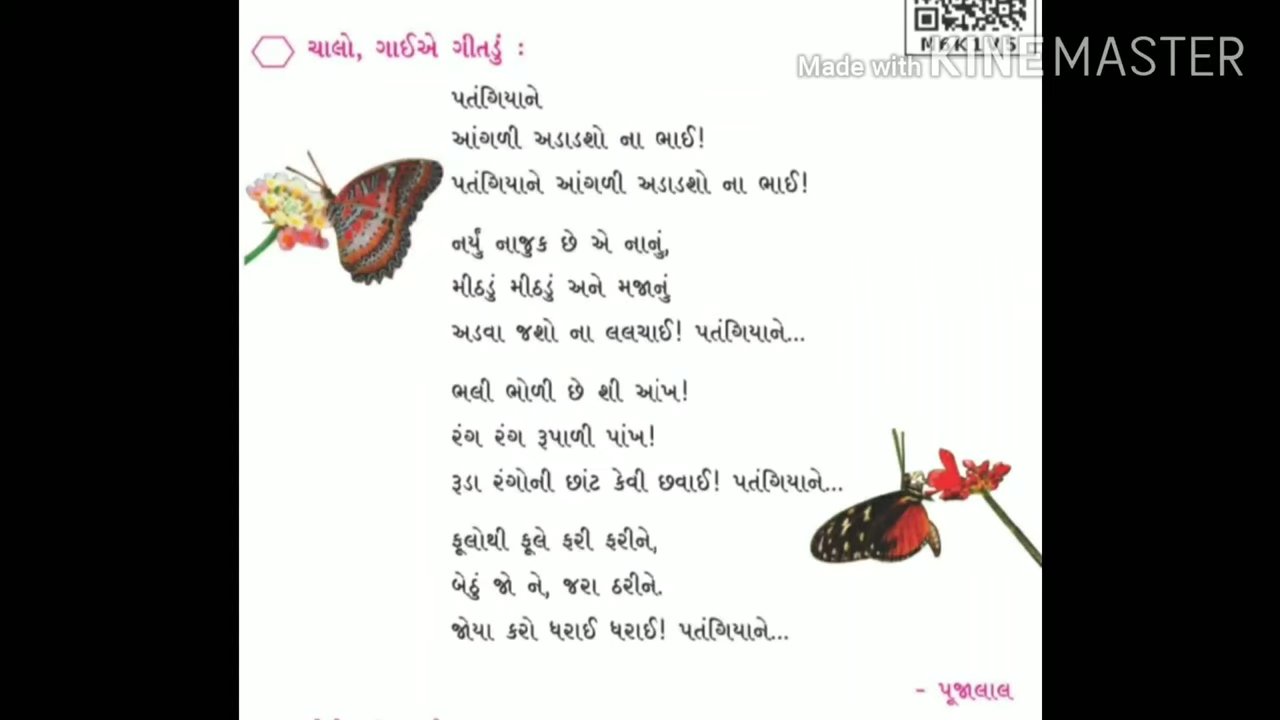 N6K1V5
Made with KINEMASTER
ચાલો, ગાઈએ ગીતડું :
પતંગિયાને
આંગળી અડાડશો ના ભાઈ!
પતંગિયાને આંગળી અડાડશો ના ભાઈ!
નર્યું નાજુક છે એ નાનું,
મીઠડું મીઠડું અને મજાનું
અડવા જશો ના લલચાઈ! પતંગિયાને...
ભલી ભોળી છે શી આંખ!
રંગ રંગ રૂપાળી પાંખ!
રૂડા રંગોની છાંટ કેવી છવાઈ! પતંગિયાને...
ફૂલોથી ફૂલે ફરી ફરીને,
બેઠું જો ને, જરા ઠરીને.
જોયા કરો ધરાઈ ધરાઈ! પતંગિયાને...
- પૂજાલાલ